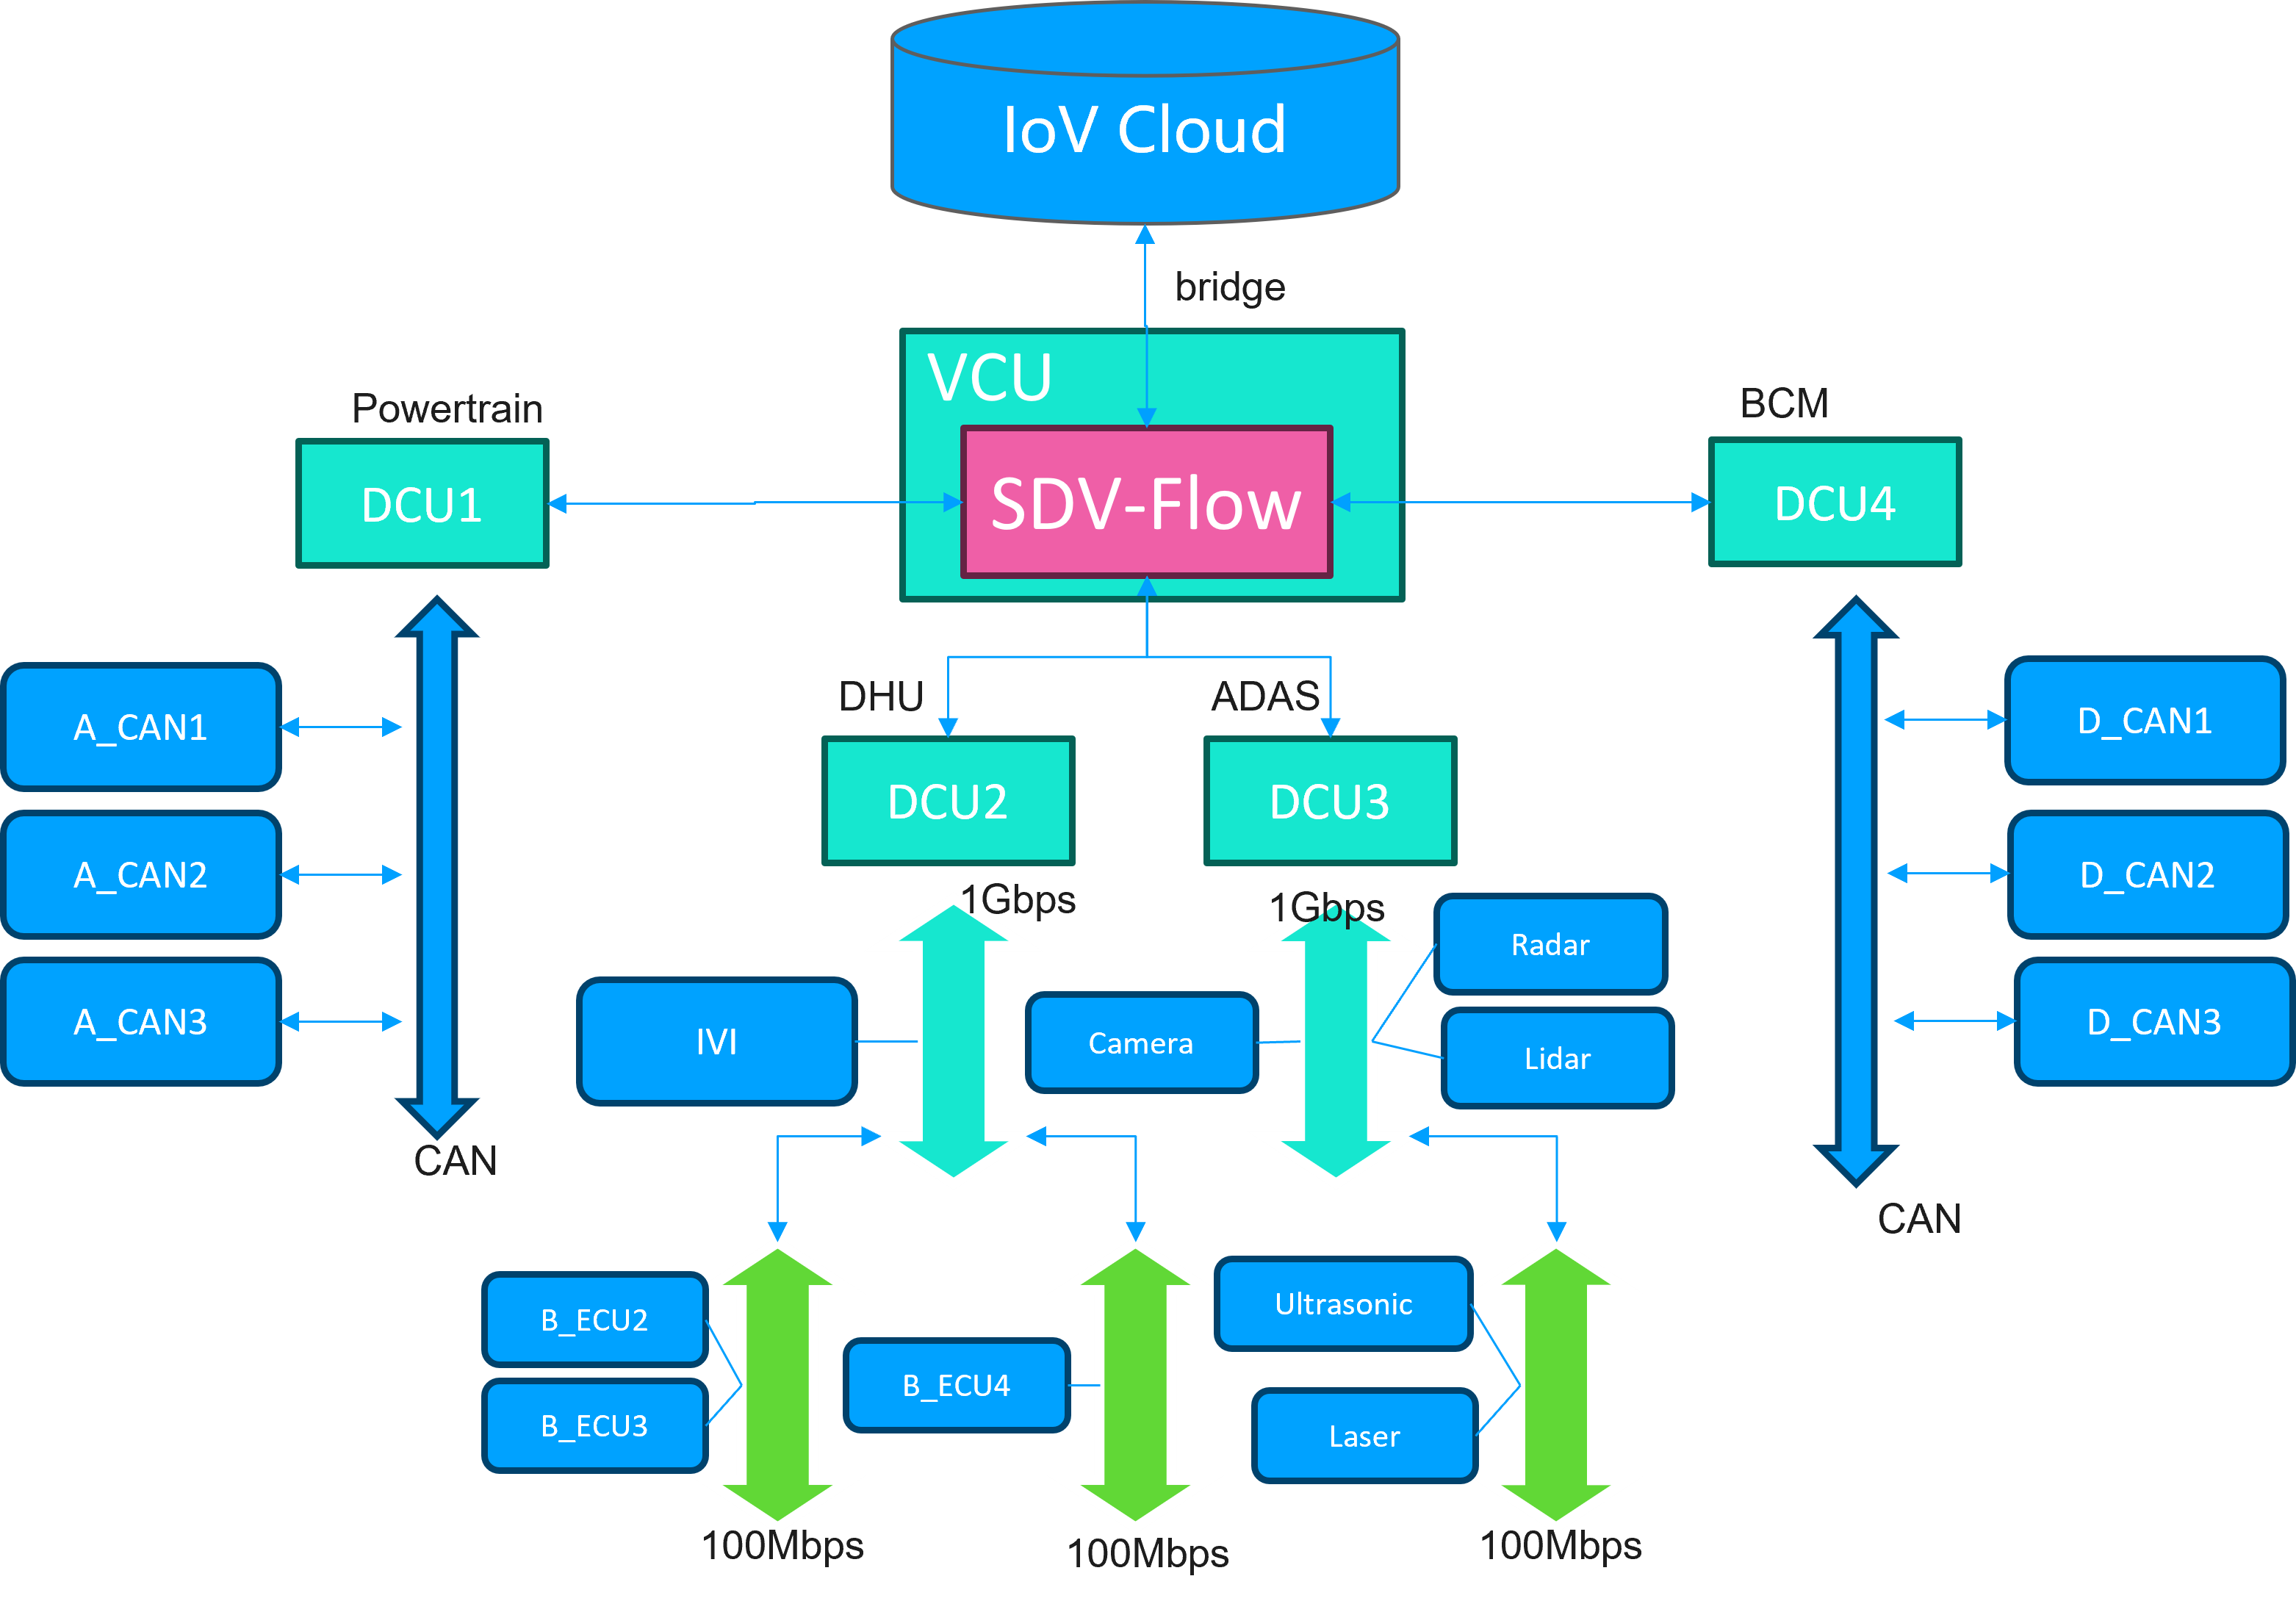 IoV Cloud
bridge
VCU
Powertrain
BCM
DCU1
SDV-Flow
DCU4
DHU
ADAS
A_CAN1
D_CAN1
DCU2
DCU3
A_CAN2
D_CAN2
1Gbps
1Gbps
Radar
A_CAN3
IVI
Camera
Lidar
D_CAN3
CAN
CAN
B_ECU2
Ultrasonic
B_ECU4
B_ECU3
Laser
100Mbps
100Mbps
100Mbps